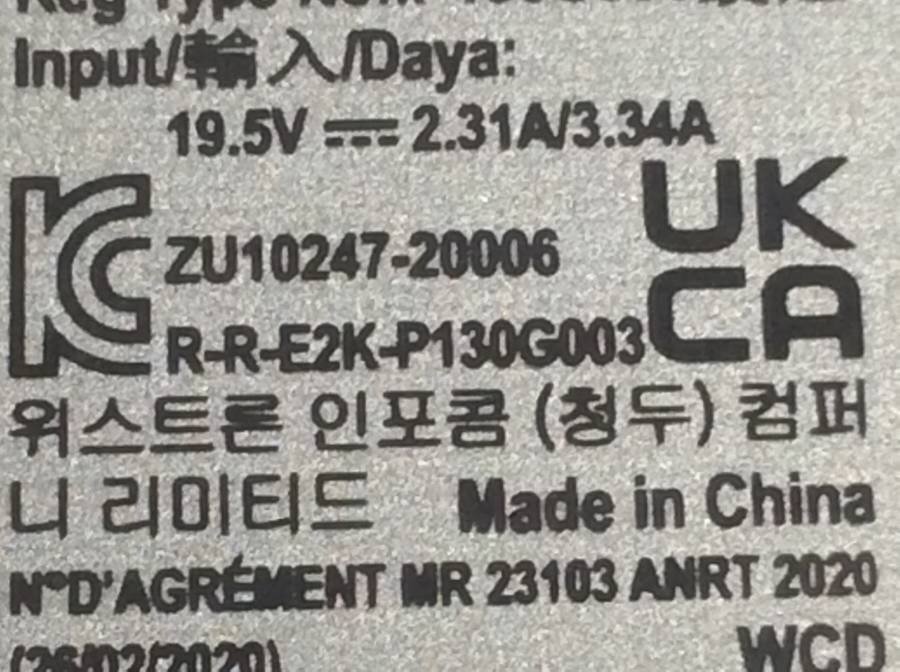 Input/輸入/Daya:
19.5V ⎓ 2.31A/3.34A
UK
CA
ZU10247-20006
R-R-E2K-P130G003
위스트론 인포콤 (청두) 컴퍼
니 리미티드 Made in China
N°D'AGRÉMENT MR 23103 ANRT 2020
(26/02/2020) WCD